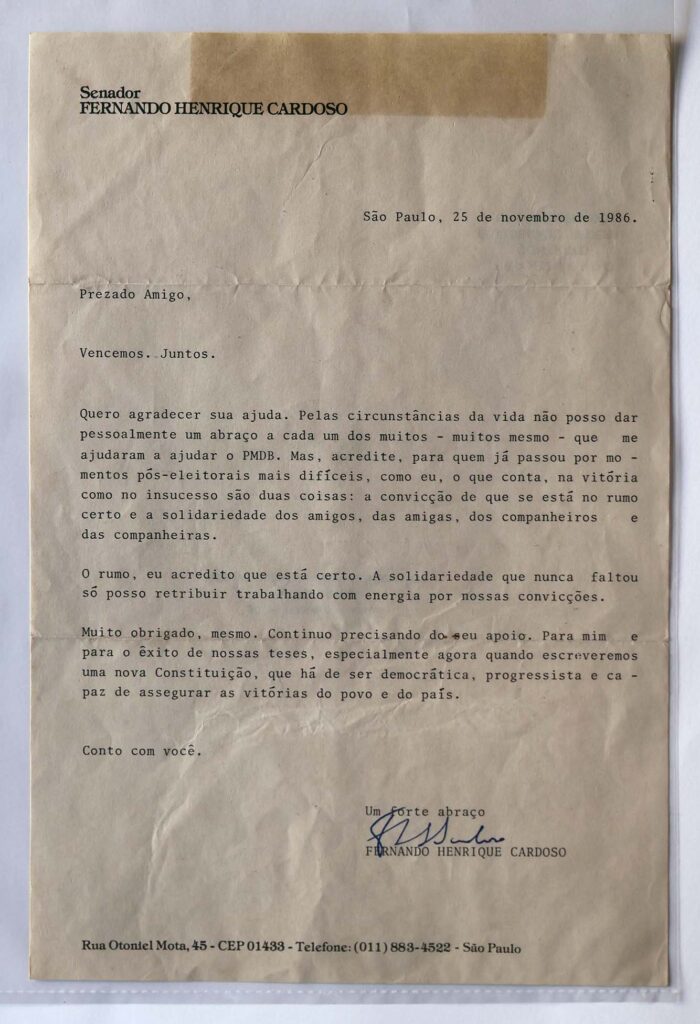 Senador
FERNANDO HENRIQUE CARDOSO
São Paulo, 25 de novembro de 1986.
Prezado Amigo,
Vencemos. Juntos.
Quero agradecer sua ajuda. Pelas circunstâncias da vida não posso dar
pessoalmente um abraço a cada um dos muitos - muitos mesmo - que me
ajudaram a ajudar o PMDB. Mas, acredite, para quem já passou por mo -
mentos pós-eleitorais mais difíceis, como eu, o que conta, na vitória
como no insucesso são duas coisas: a convicção de que se está no rumo
certo e a solidariedade dos amigos, das amigas, dos companheiros e
das companheiras.
O rumo, eu acredito que está certo. A solidariedade que nunca faltou
só posso retribuir trabalhando com energia por nossas convicções.
Muito obrigado, mesmo. Continuo precisando do seu apoio. Para mim e
para o êxito de nossas teses, especialmente agora quando escreveremos
uma nova Constituição, que há de ser democrática, progressista e ca -
paz de assegurar as vitórias do povo e do país.
Conto com você.
Um forte abraço
FERNANDO HENRIQUE CARDOSO
Rua Otoniel Mota, 45 - CEP 01433 - Telefone: (011) 883-4522 - São Paulo